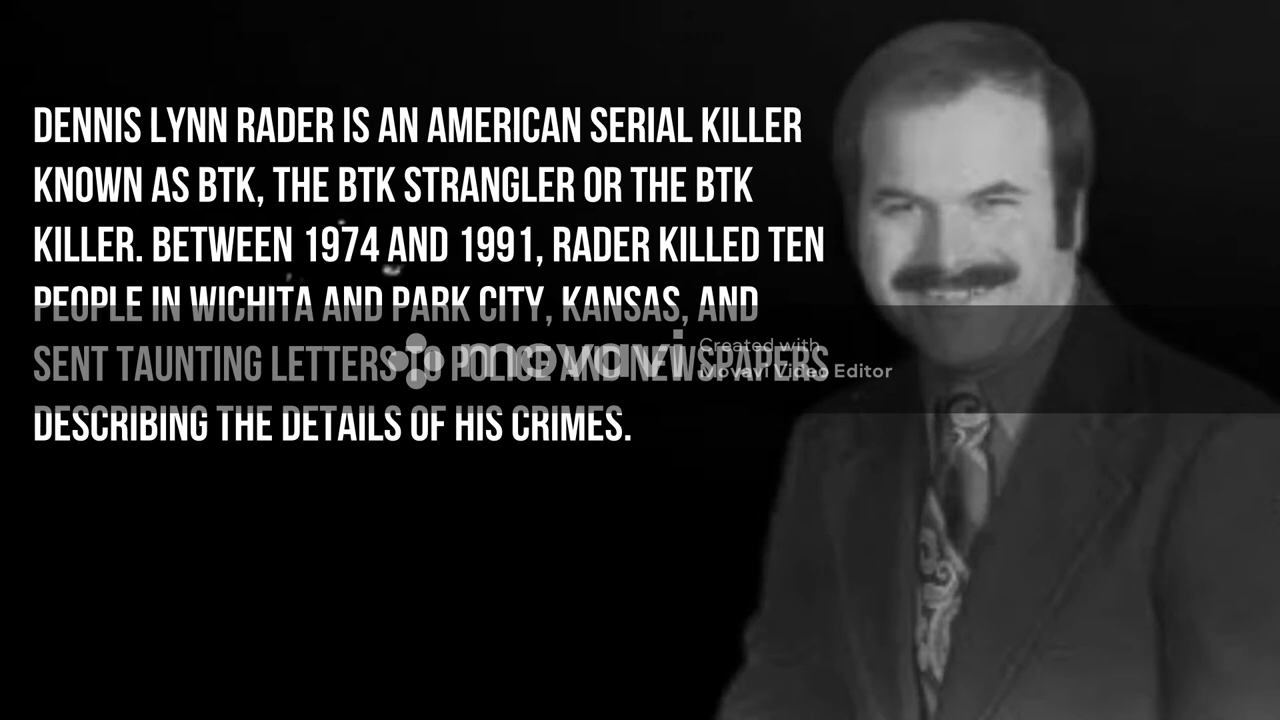 DENNIS LYNN RADER IS AN AMERICAN SERIAL KILLER
KNOWN AS BTK, THE BTK STRANGLER OR THE BTK
KILLER. BETWEEN 1974 AND 1991, RADER KILLED TEN
PEOPLE IN WICHITA AND PARK CITY, KANSAS, AND
SENT TAUNTING LETTERS TO POLICE AND NEWSPAPERS
DESCRIBING THE DETAILS OF HIS CRIMES.
movavi
Created with
Movavi Video Editor